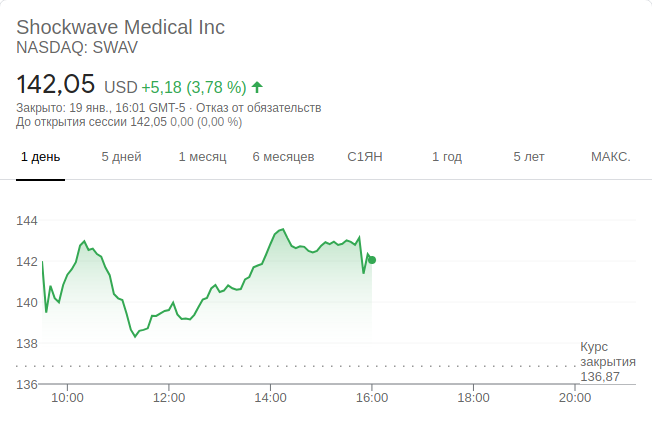 Shockwave Medical Inc
NASDAQ: SWAV
142,05 USD +5,18 (3,78 %)
Закрыто: 19 янв., 16:01 GMT-5 · Отказ от обязательств
До открытия сессии 142,05 0,00 (0,00 %)
1 день 5 дней 1 месяц 6 месяцев С1ЯН 1 год 5 лет МАКС.
144
142
140
138
136
Курс
закрытия
136,87
10:00 12:00 14:00 16:00 18:00 20:00